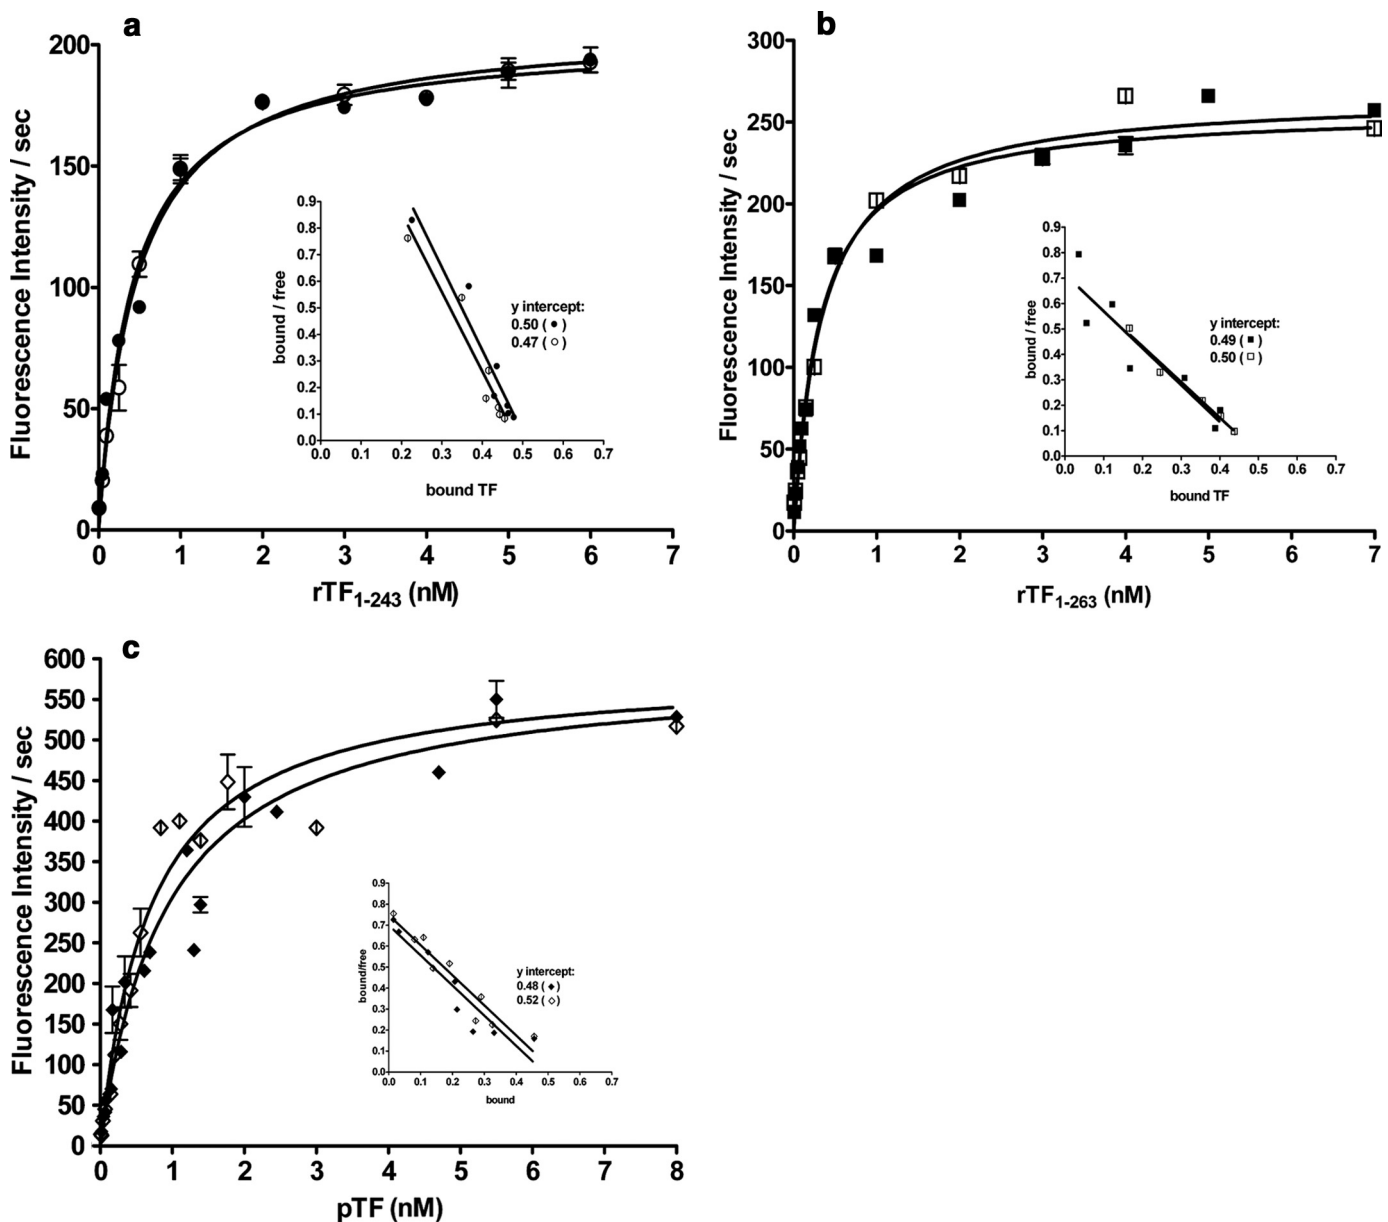 a
200
150
100
50
0
Fluorescence Intensity / sec
0 1 2 3 4 5 6 7
rTF1-243 (nM)
0.9
0.8
0.7
0.6
0.5
0.4
0.3
0.2
0.1
0.0
bound / free
0.0 0.1 0.2 0.3 0.4 0.5 0.6 0.7
bound TF
y intercept:
0.50 ( ● )
0.47 ( ○ )
b
300
250
200
150
100
50
0
Fluorescence Intensity / sec
0 1 2 3 4 5 6 7
rTF1-263 (nM)
0.9
0.8
0.7
0.6
0.5
0.4
0.3
0.2
0.1
0.0
bound / free
0.0 0.1 0.2 0.3 0.4 0.5 0.6 0.7
bound TF
y intercept:
0.49 ( ■ )
0.50 ( □ )
c
600
550
500
450
400
350
300
250
200
150
100
50
0
Fluorescence Intensity / sec
0 1 2 3 4 5 6 7 8
pTF (nM)
0.9
0.8
0.7
0.6
0.5
0.4
0.3
0.2
0.1
0.0
bound/free
0.0 0.1 0.2 0.3 0.4 0.5 0.6 0.7
bound
y intercept:
0.48 ( ◆ )
0.52 ( ◇ )